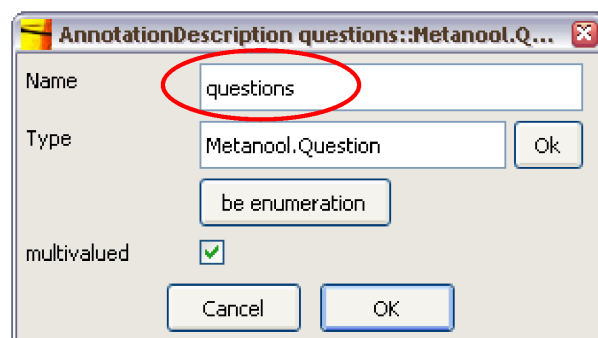 AnnotationDescription questions::Metanool.Q...
Name
questions
Type
Metanool.Question
Ok
be enumeration
multivalued
Cancel
OK